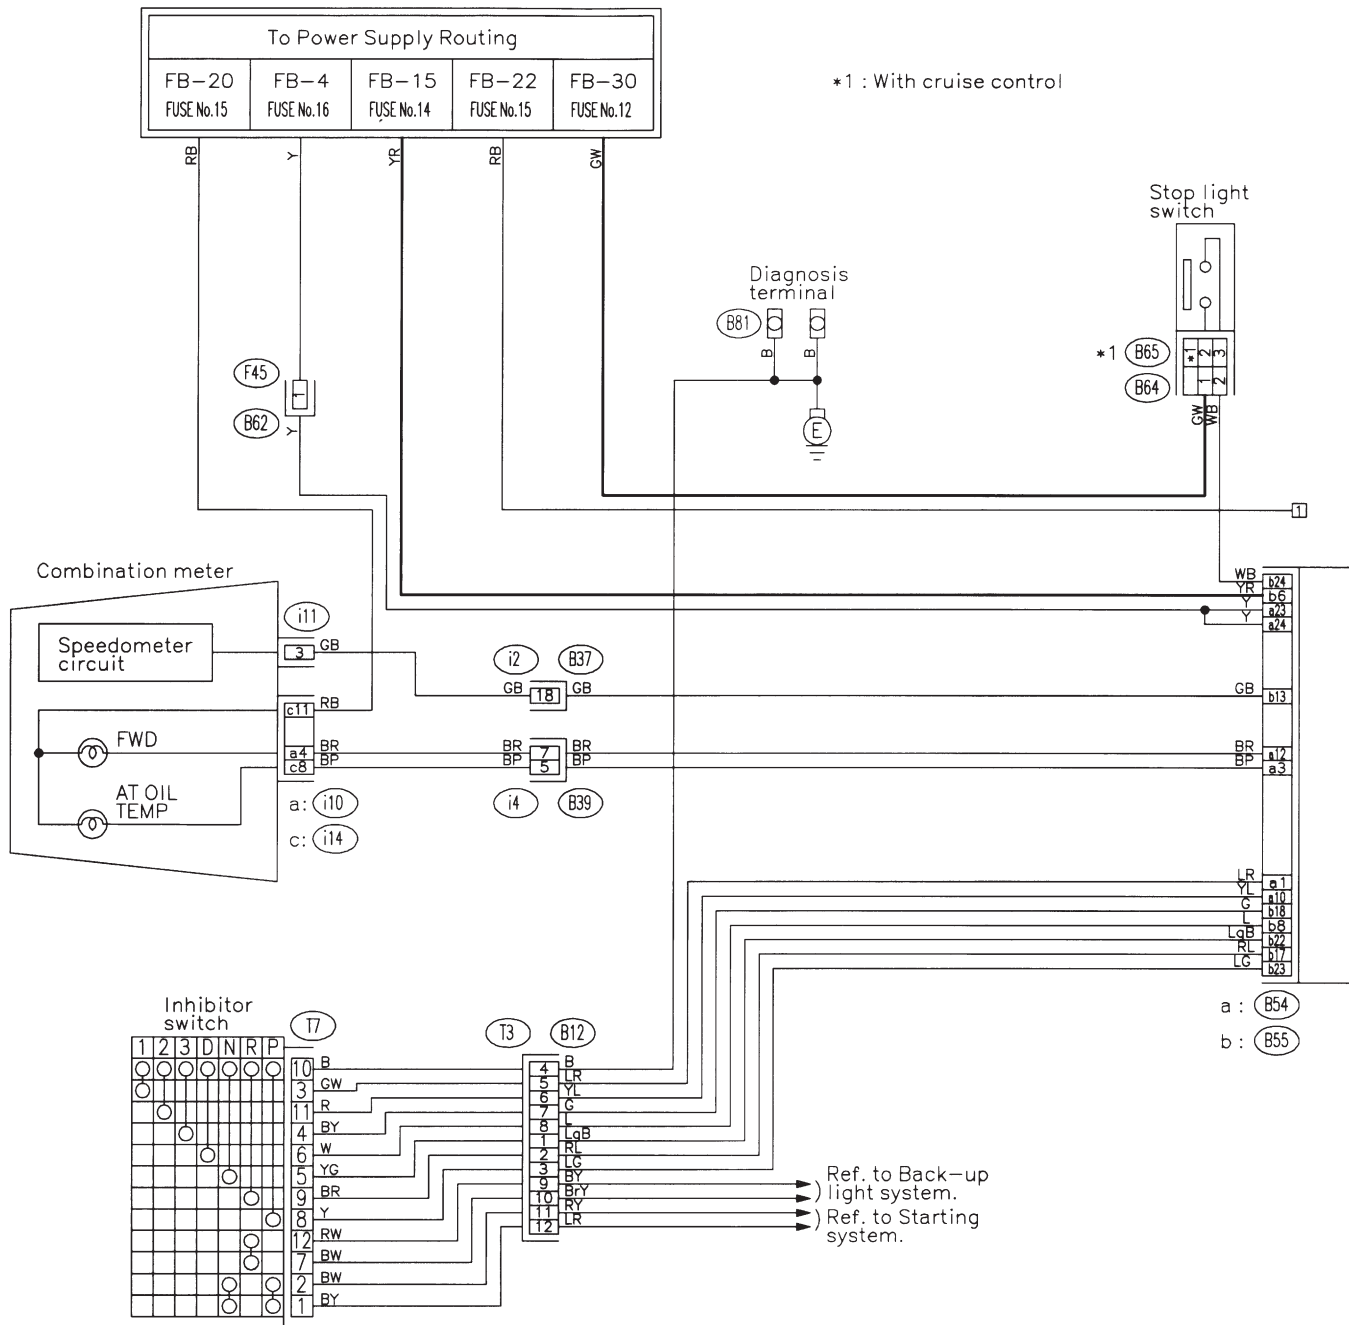 To Power Supply Routing
FB-20 FB-4 FB-15 FB-22 FB-30
FUSE No.15 FUSE No.16 FUSE No.14 FUSE No.15 FUSE No.12
*1 : With cruise control
RB Y YR RB GW
Stop light
switch
Diagnosis
terminal
B81
B B
*1 B65
*1 2 3
B64
1 2
GW WB
F45
1
B62
Y
E
1
Combination meter
WB b24
YR b6
Y a23
Y a24
i11
Speedometer
circuit
3 GB
i2 B37
GB 18 GB
GB b13
c11 RB
FWD
a4 BR
BR 7 BR
BR a12
c8 BP
BP 5 BP
BP a3
AT OIL
TEMP
a: i10
i4 B39
c: i14
LR a1
YL a10
G b18
L b8
LgB b22
RL b17
LG b23
a : B54
b : B55
Inhibitor
switch
T7
T3 B12
1 2 3 D N R P
10 B
3 GW
11 R
4 BY
6 W
5 YG
9 BR
8 Y
12 RW
7 BW
2 BW
1 BY
4 B
5 LR
6 YL
7 G
8 L
1 LgB
2 RL
3 LG
9 BY
10 BrY
11 RY
12 LR
) Ref. to Back-up
light system.
) Ref. to Starting
system.